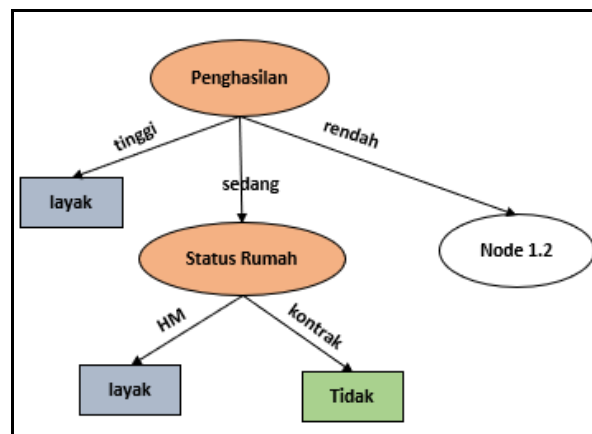 Penghasilan
tinggi
sedang
rendah
layak
Status Rumah
Node 1.2
HM
kontrak
layak
Tidak